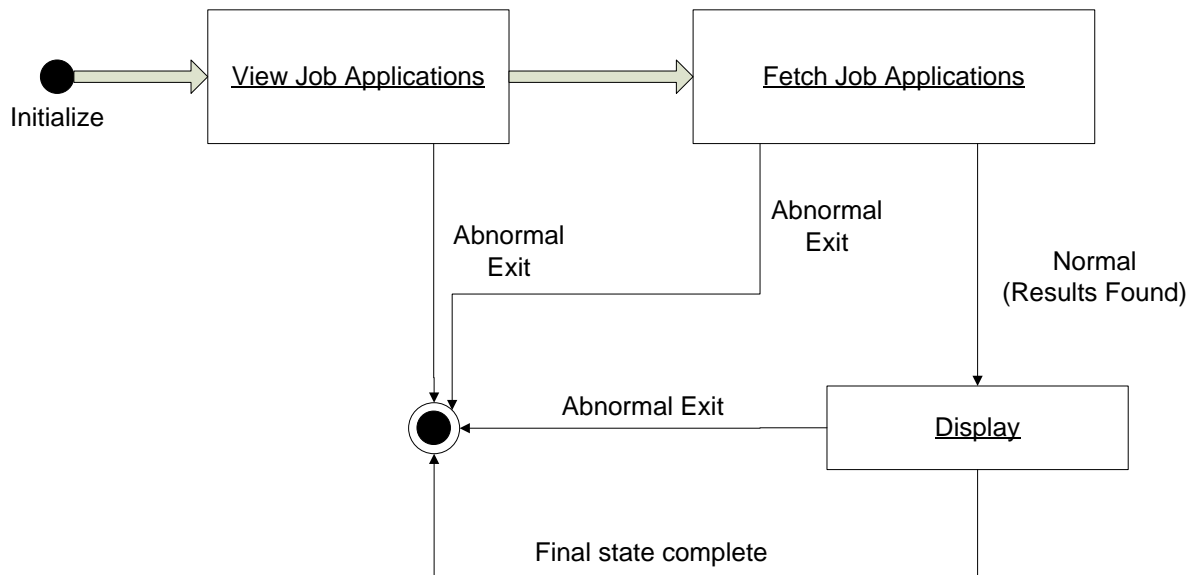 View Job Applications
Fetch Job Applications
Initialize
Abnormal
Exit
Abnormal
Exit
Normal
(Results Found)
Abnormal Exit
Display
Final state complete